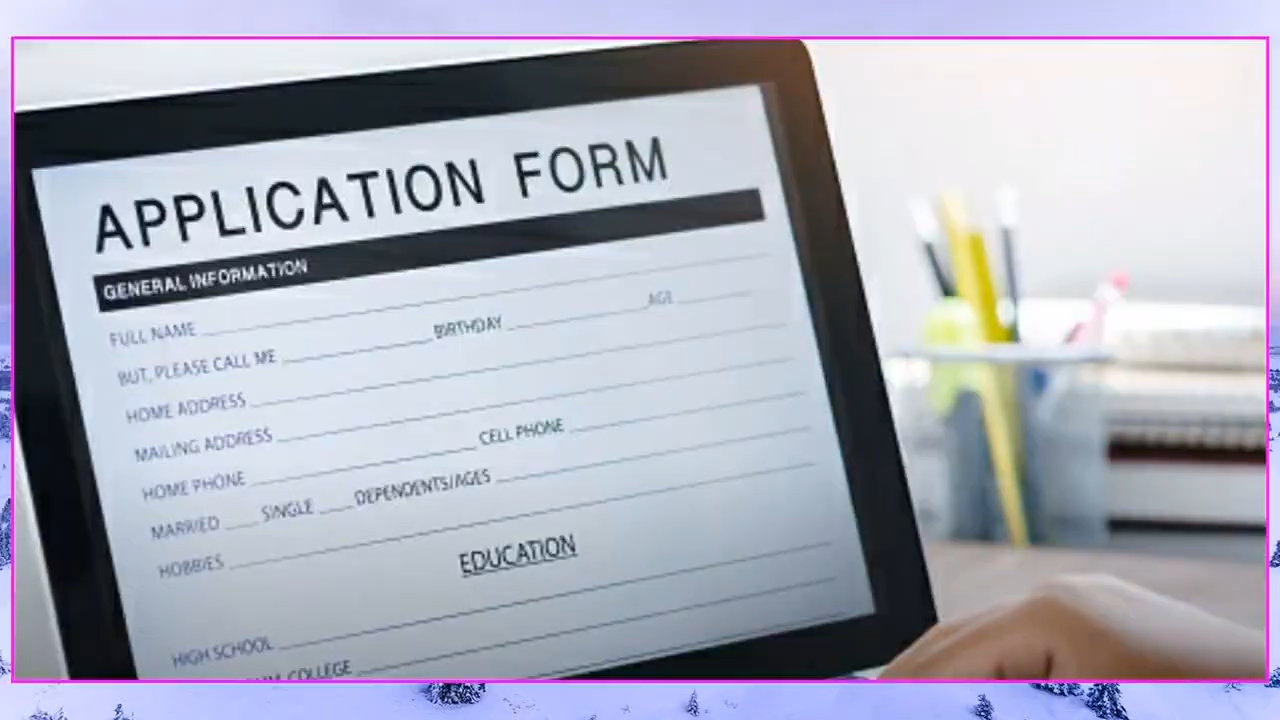 APPLICATION FORM
GENERAL INFORMATION
FULL NAME
BUT, PLEASE CALL ME BIRTHDAY AGE
HOME ADDRESS
MAILING ADDRESS
HOME PHONE CELL PHONE
MARRIED SINGLE DEPENDENTS/AGES
HOBBIES
EDUCATION
HIGH SCHOOL
COLLEGE